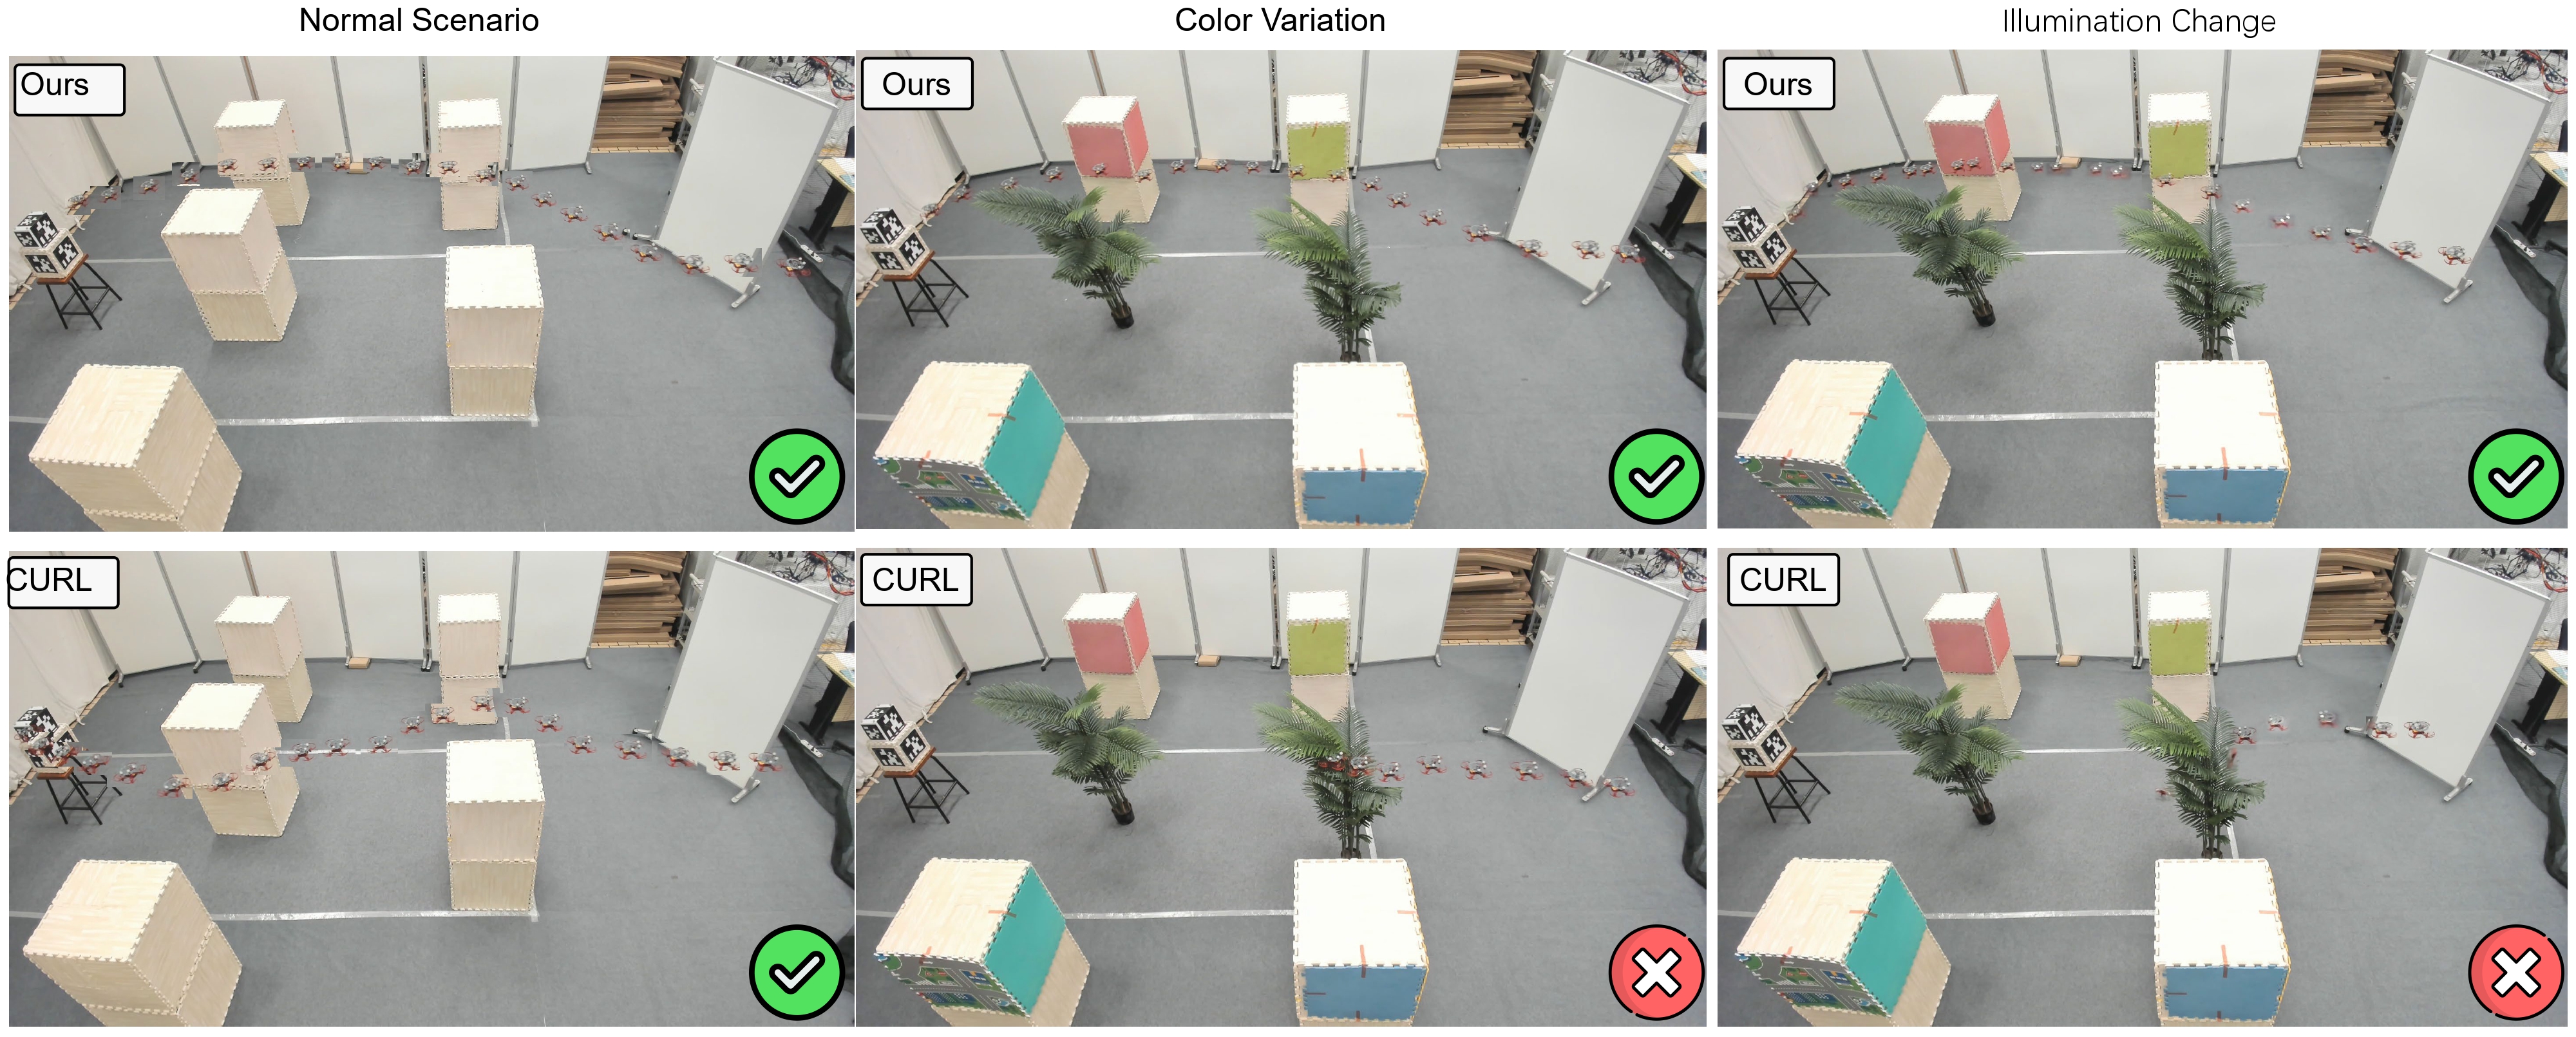 Normal Scenario
Color Variation
Illumination Change
Ours
Ours
Ours
CURL
CURL
CURL